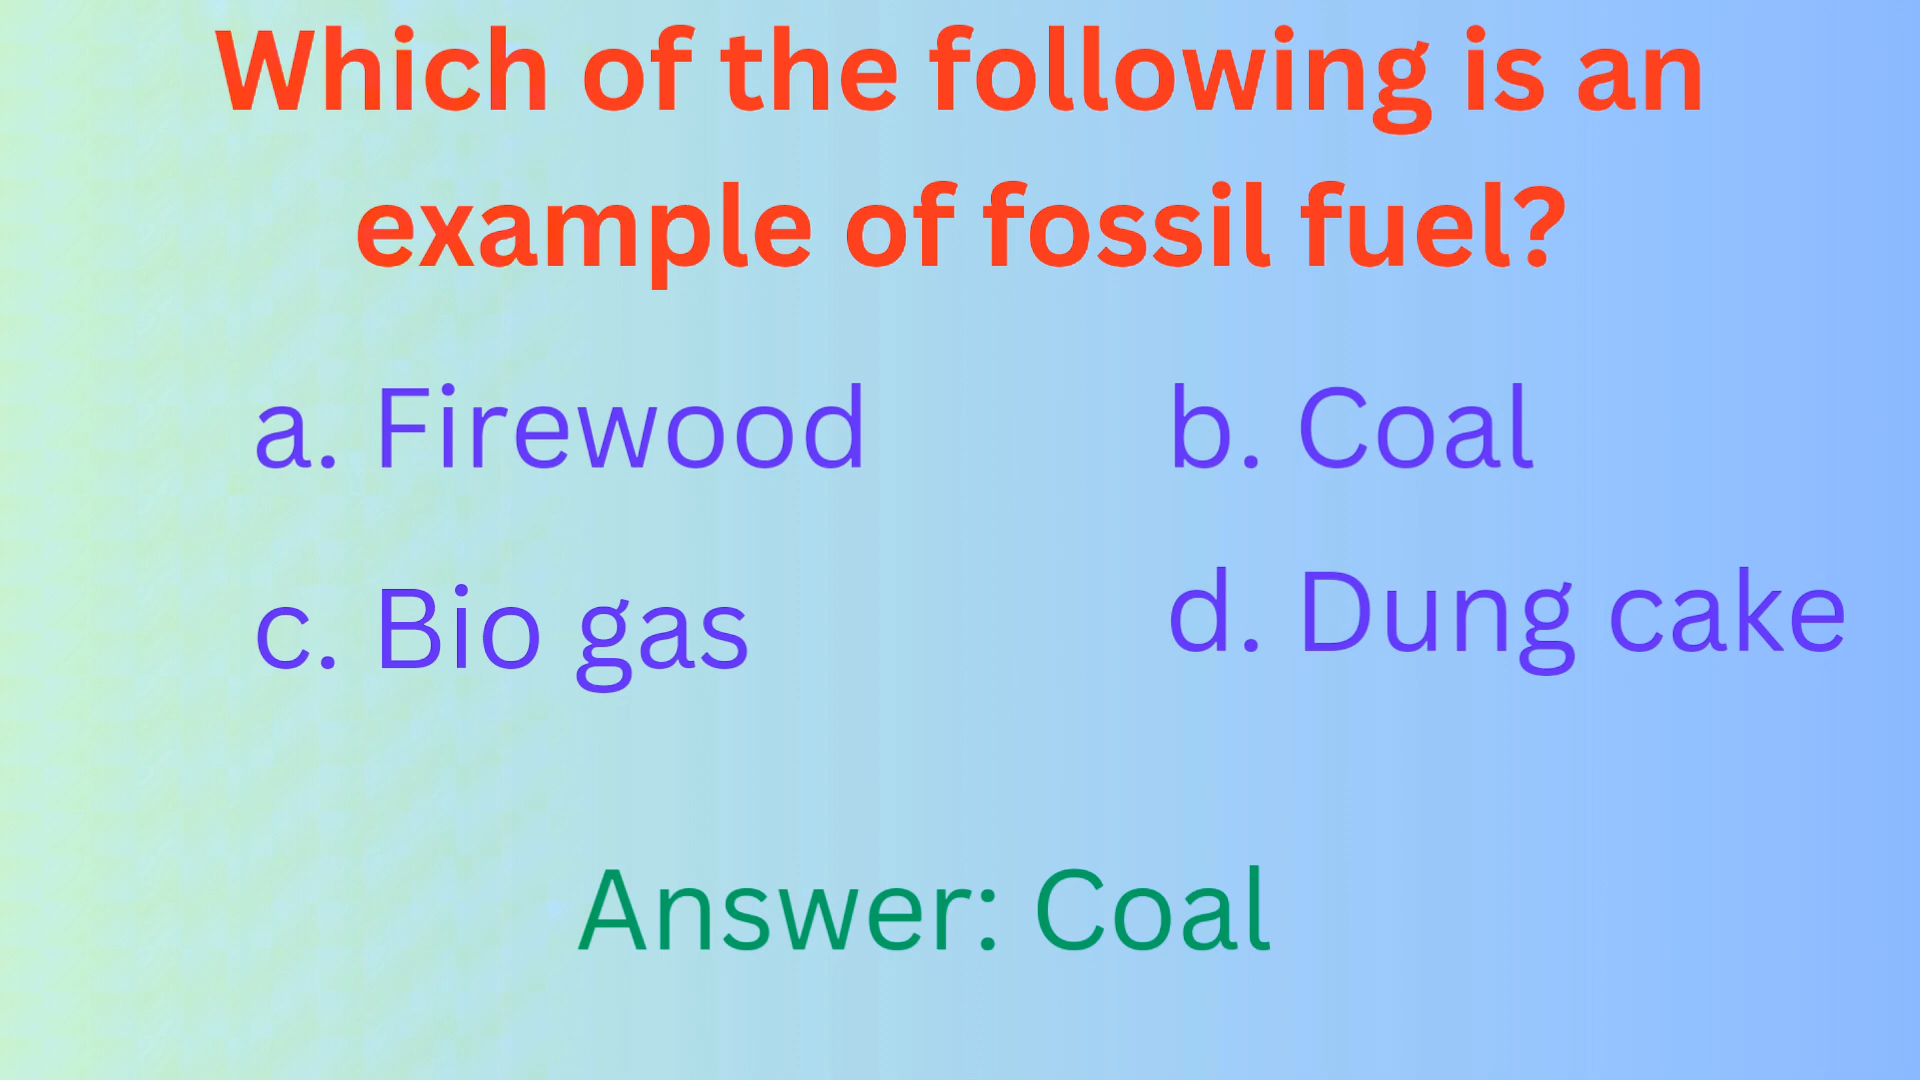 Which of the following is an
example of fossil fuel?
a. Firewood
b. Coal
c. Bio gas
d. Dung cake
Answer: Coal